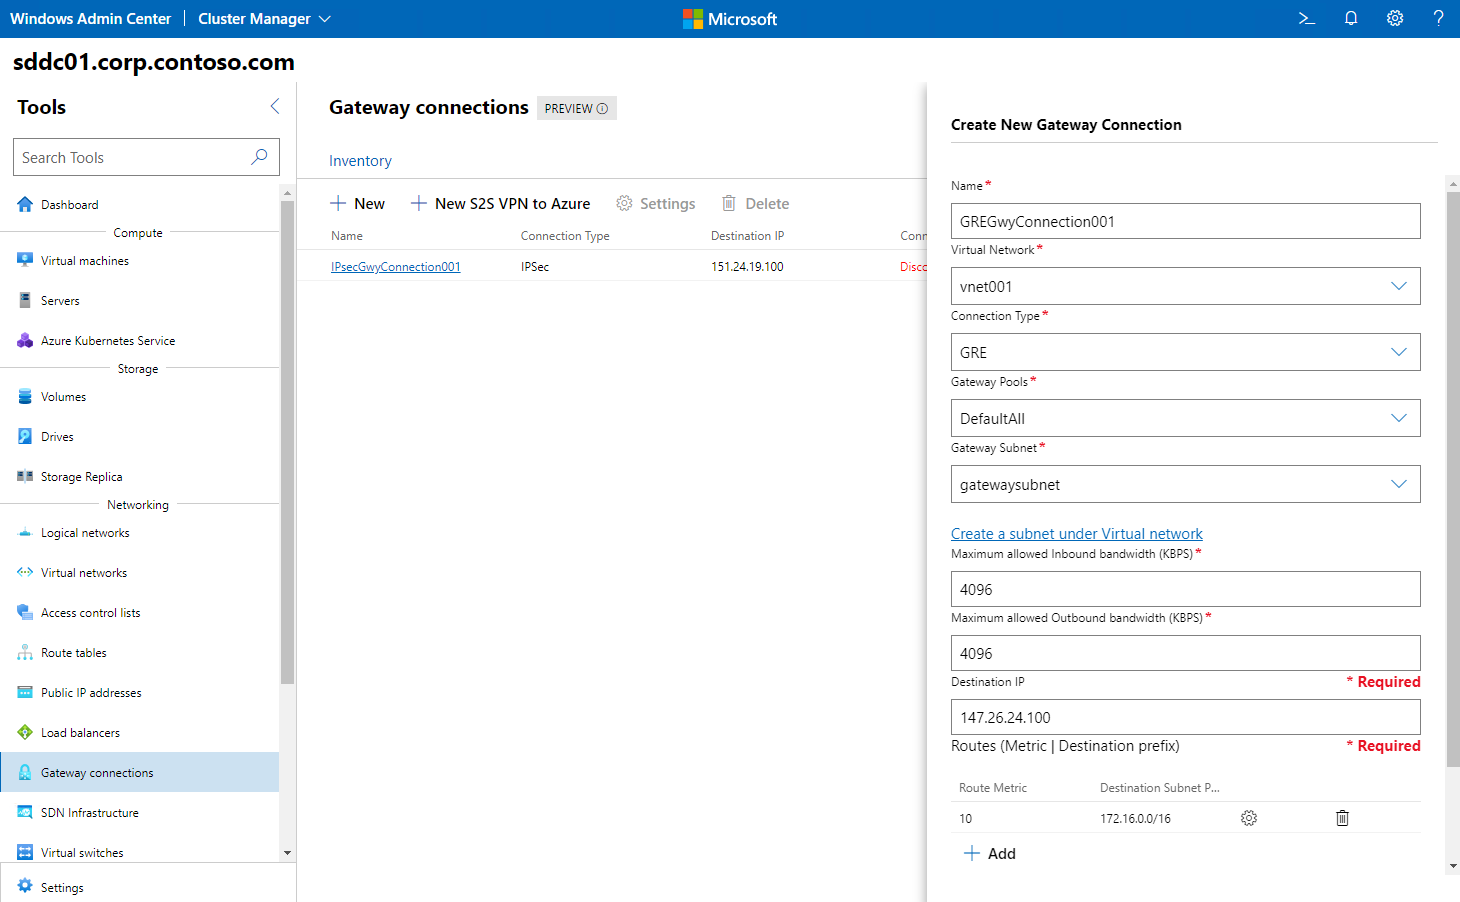 Windows Admin Center | Cluster Manager
Microsoft
sddc01.corp.contoso.com
Tools
Search Tools
Dashboard
Compute
Virtual machines
Servers
Azure Kubernetes Service
Storage
Volumes
Drives
Storage Replica
Networking
Logical networks
Virtual networks
Access control lists
Route tables
Public IP addresses
Load balancers
Gateway connections
SDN Infrastructure
Virtual switches
Settings
Gateway connections PREVIEW
Inventory
New New S2S VPN to Azure Settings Delete
Name Connection Type Destination IP Conn
IPsecGwyConnection001 IPSec 151.24.19.100 Disco
Create New Gateway Connection
Name*
GREGwyConnection001
Virtual Network*
vnet001
Connection Type*
GRE
Gateway Pools*
DefaultAll
Gateway Subnet*
gatewaysubnet
Create a subnet under Virtual network
Maximum allowed Inbound bandwidth (KBPS)*
4096
Maximum allowed Outbound bandwidth (KBPS)*
4096
Destination IP * Required
147.26.24.100
Routes (Metric | Destination prefix) * Required
Route Metric Destination Subnet P...
10 172.16.0.0/16
Add